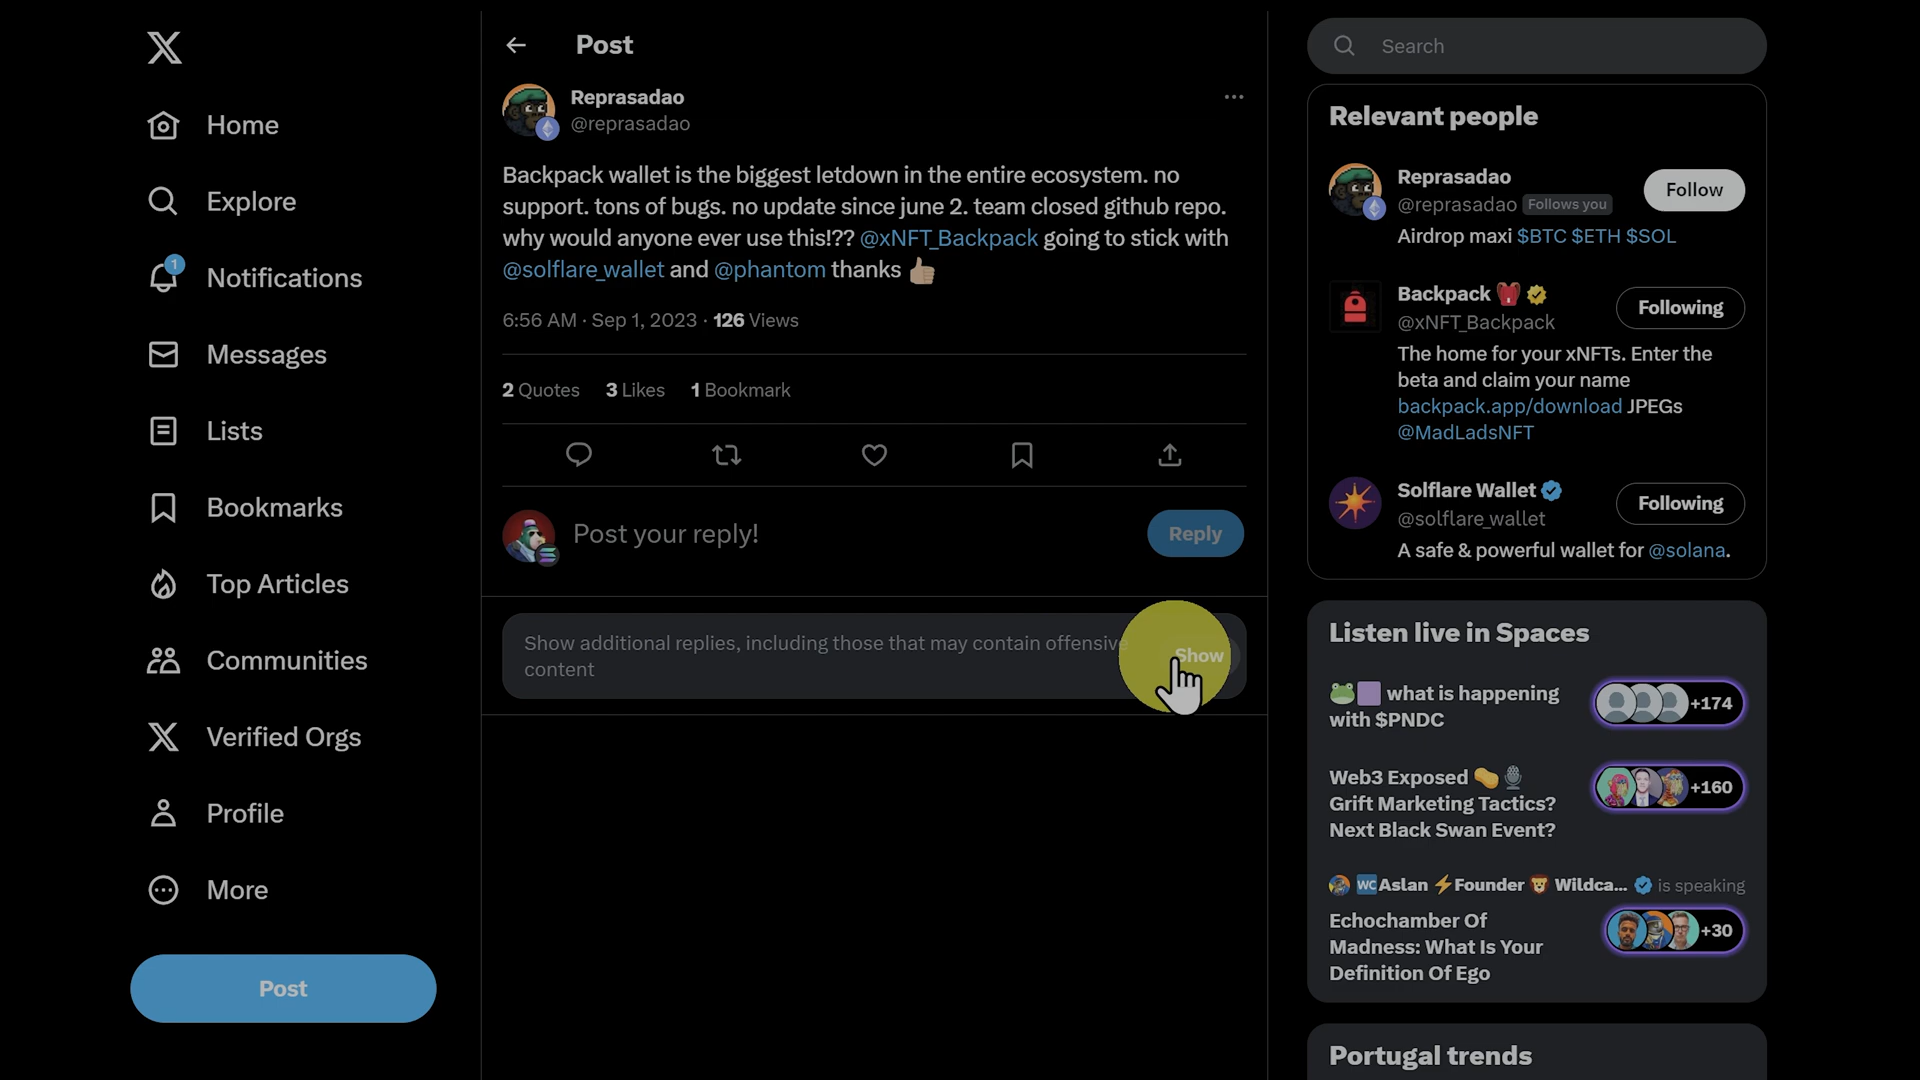 Home
Explore
1
Notifications
Messages
Lists
Bookmarks
Top Articles
Communities
Verified Orgs
Profile
More
Post
Post
Reprasadao
@reprasadao
Backpack wallet is the biggest letdown in the entire ecosystem. no
support. tons of bugs. no update since june 2. team closed github repo.
why would anyone ever use this!?? @xNFT_Backpack going to stick with
@solflare_wallet and @phantom thanks 👍🏼
6:56 AM · Sep 1, 2023 · 126 Views
2 Quotes 3 Likes 1 Bookmark
Post your reply!
Reply
Show additional replies, including those that may contain offensive
content
Show
Search
Relevant people
Reprasadao
@reprasadao Follows you
Follow
Airdrop maxi $BTC $ETH $SOL
Backpack 🎒
@xNFT_Backpack
Following
The home for your xNFTs. Enter the
beta and claim your name
backpack.app/download JPEGs
@MadLadsNFT
Solflare Wallet
@solflare_wallet
Following
A safe & powerful wallet for @solana.
Listen live in Spaces
🐸🟪 what is happening
with $PNDC
+174
Web3 Exposed 🥜🎙️
Grift Marketing Tactics?
Next Black Swan Event?
+160
WC Aslan ⚡Founder 🦁 Wildca... is speaking
Echochamber Of
Madness: What Is Your
Definition Of Ego
+30
Portugal trends